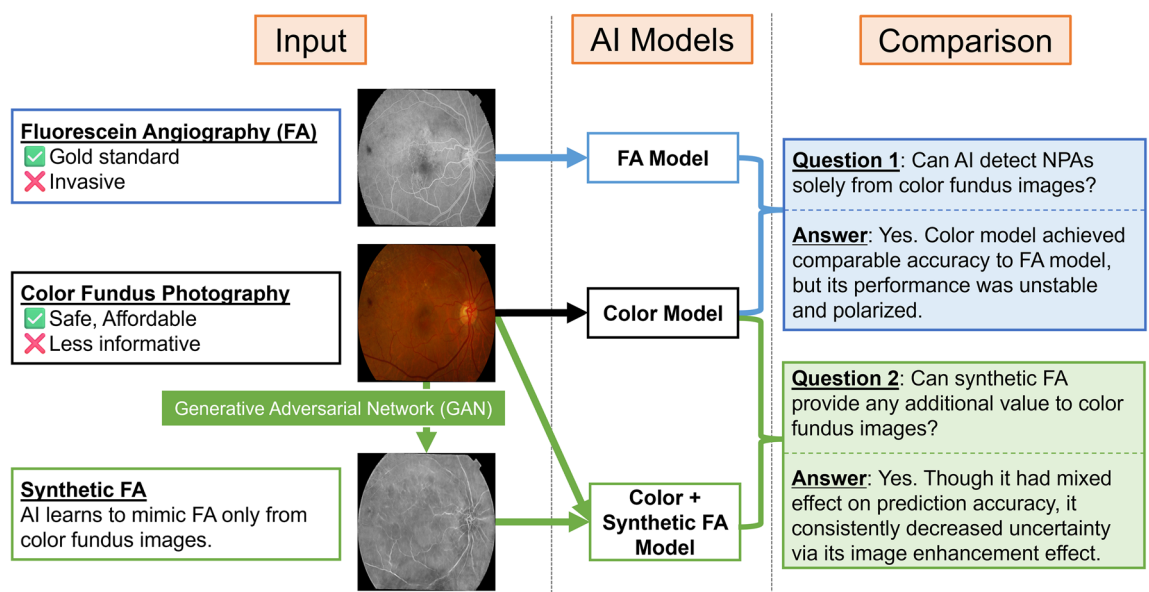 Input
AI Models
Comparison
Fluorescein Angiography (FA)
✅ Gold standard
❌ Invasive
FA Model
Question 1: Can AI detect NPAs
solely from color fundus images?
Answer: Yes. Color model achieved
comparable accuracy to FA model,
but its performance was unstable
and polarized.
Color Fundus Photography
✅ Safe, Affordable
❌ Less informative
Color Model
Generative Adversarial Network (GAN)
Question 2: Can synthetic FA
provide any additional value to color
fundus images?
Answer: Yes. Though it had mixed
effect on prediction accuracy, it
consistently decreased uncertainty
via its image enhancement effect.
Synthetic FA
AI learns to mimic FA only from
color fundus images.
Color +
Synthetic FA
Model